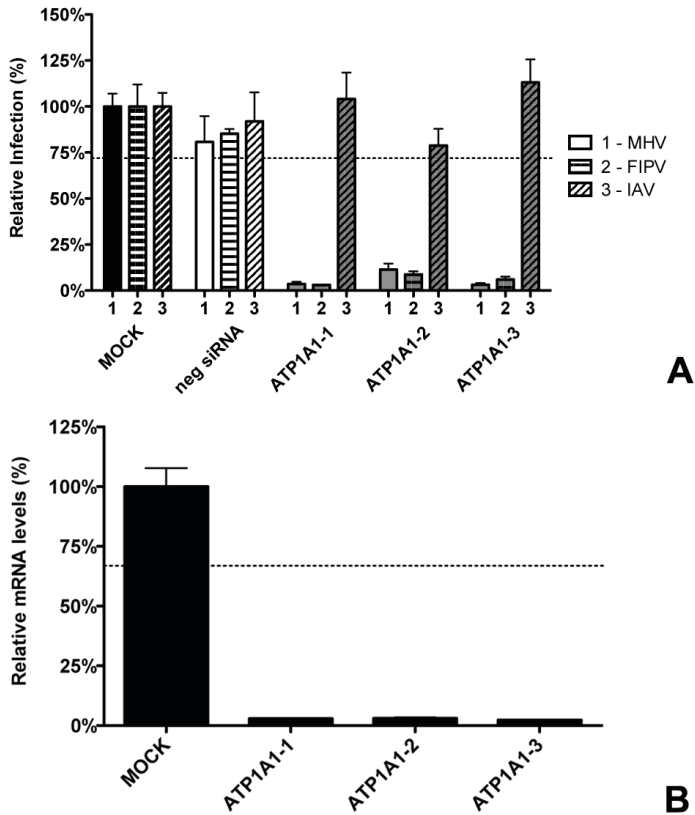 Relative Infection (%)
150%
125%
100%
75%
50%
25%
0%
1 2 3 1 2 3 1 2 3 1 2 3 1 2 3
MOCK
neg siRNA
ATP1A1-1
ATP1A1-2
ATP1A1-3
1 - MHV
2 - FIPV
3 - IAV
A
Relative mRNA levels (%)
125%
100%
75%
50%
25%
0%
MOCK
ATP1A1-1
ATP1A1-2
ATP1A1-3
B